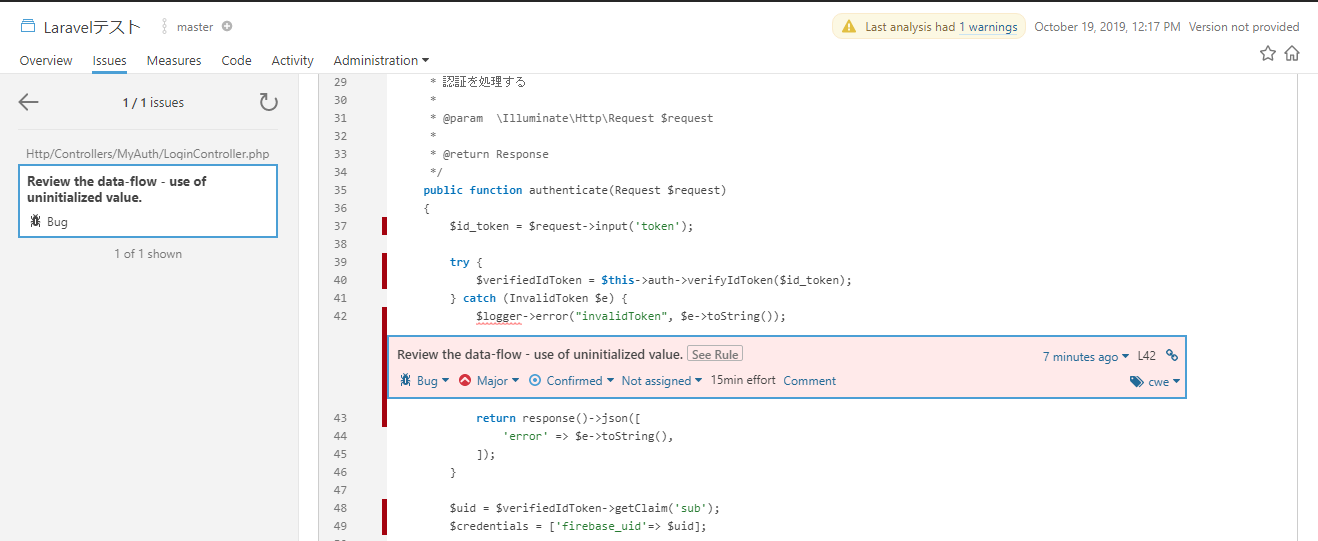 Laravelテスト master Last analysis had 1 warnings October 19, 2019, 12:17 PM Version not provided
Overview Issues Measures Code Activity Administration
1 / 1 issues
Http/Controllers/MyAuth/LoginController.php
Review the data-flow - use of
uninitialized value.
Bug
1 of 1 shown
29 * 認証を処理する
30 *
31 * @param \Illuminate\Http\Request $request
32 *
33 * @return Response
34 */
35 public function authenticate(Request $request)
36 {
37 $id_token = $request->input('token');
38
39 try {
40 $verifiedIdToken = $this->auth->verifyIdToken($id_token);
41 } catch (InvalidToken $e) {
42 $logger->error("invalidToken", $e->toString());
Review the data-flow - use of uninitialized value. See Rule 7 minutes ago L42
Bug Major Confirmed Not assigned 15min effort Comment cwe
43 return response()->json([
44 'error' => $e->toString(),
45 ]);
46 }
47
48 $uid = $verifiedIdToken->getClaim('sub');
49 $credentials = ['firebase_uid'=> $uid];